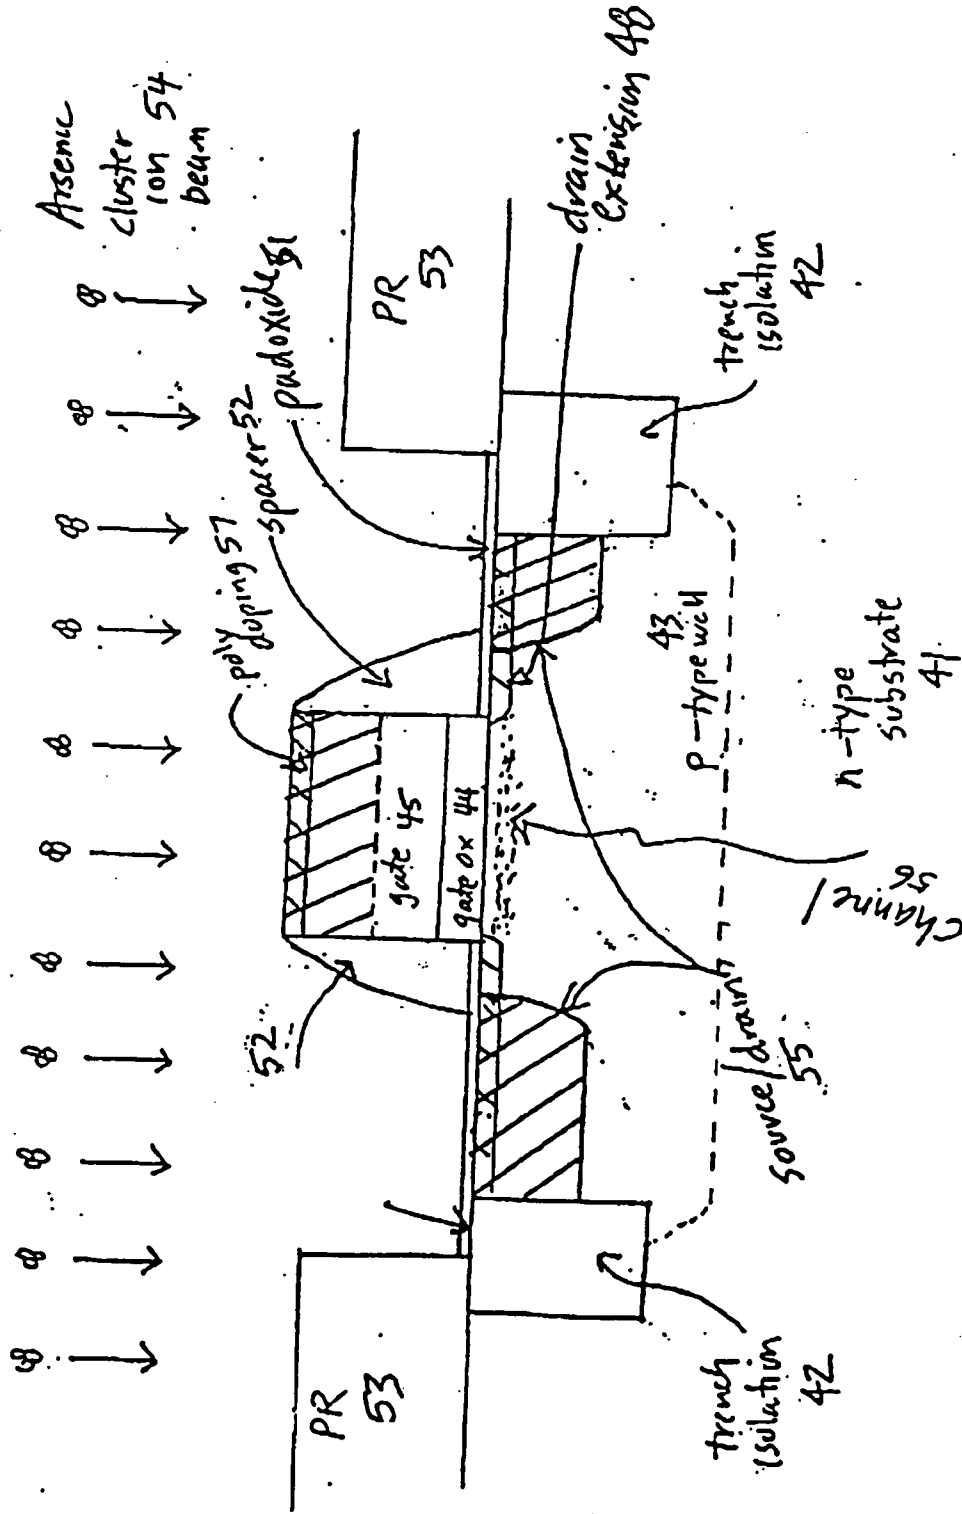 Arsenic
cluster
ion 54
beam
PR
53
padoxide 51
spacer 52
poly
doping 57
52
PR
53
gate 45
gate ox 44
drain
extension 48
trench
isolation
42
43
p-type well
n-type
substrate
41
channel
56
source/drain
55
trench
isolation
42